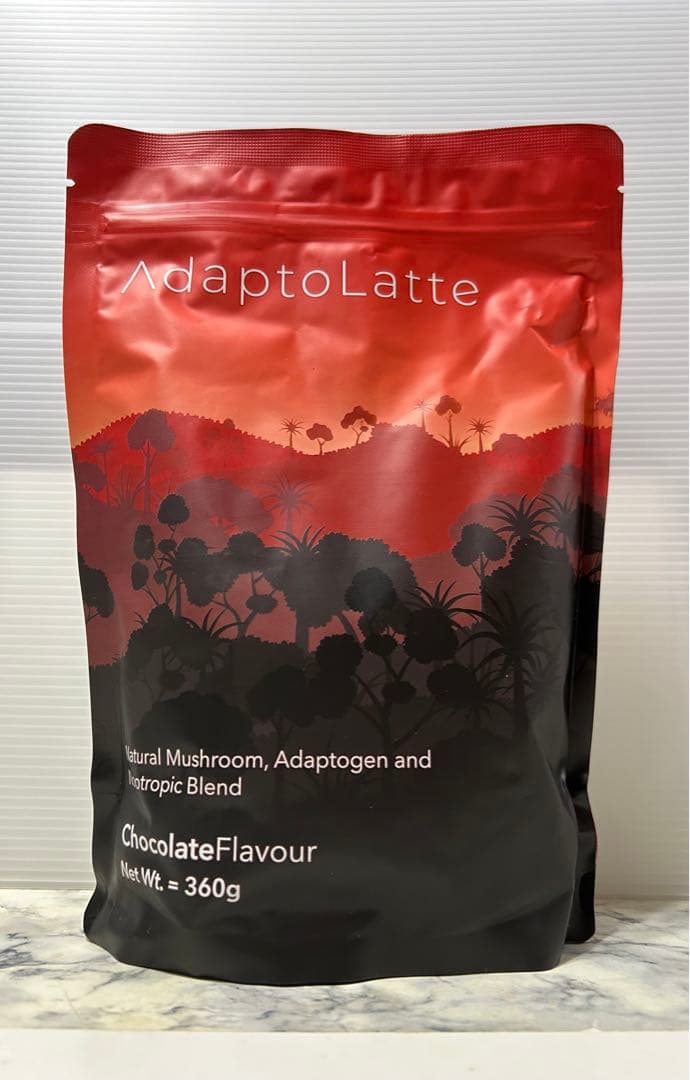 AdaptoLatte
Natural Mushroom, Adaptogen and
Nootropic Blend
ChocolateFlavour
Net Wt. = 360g